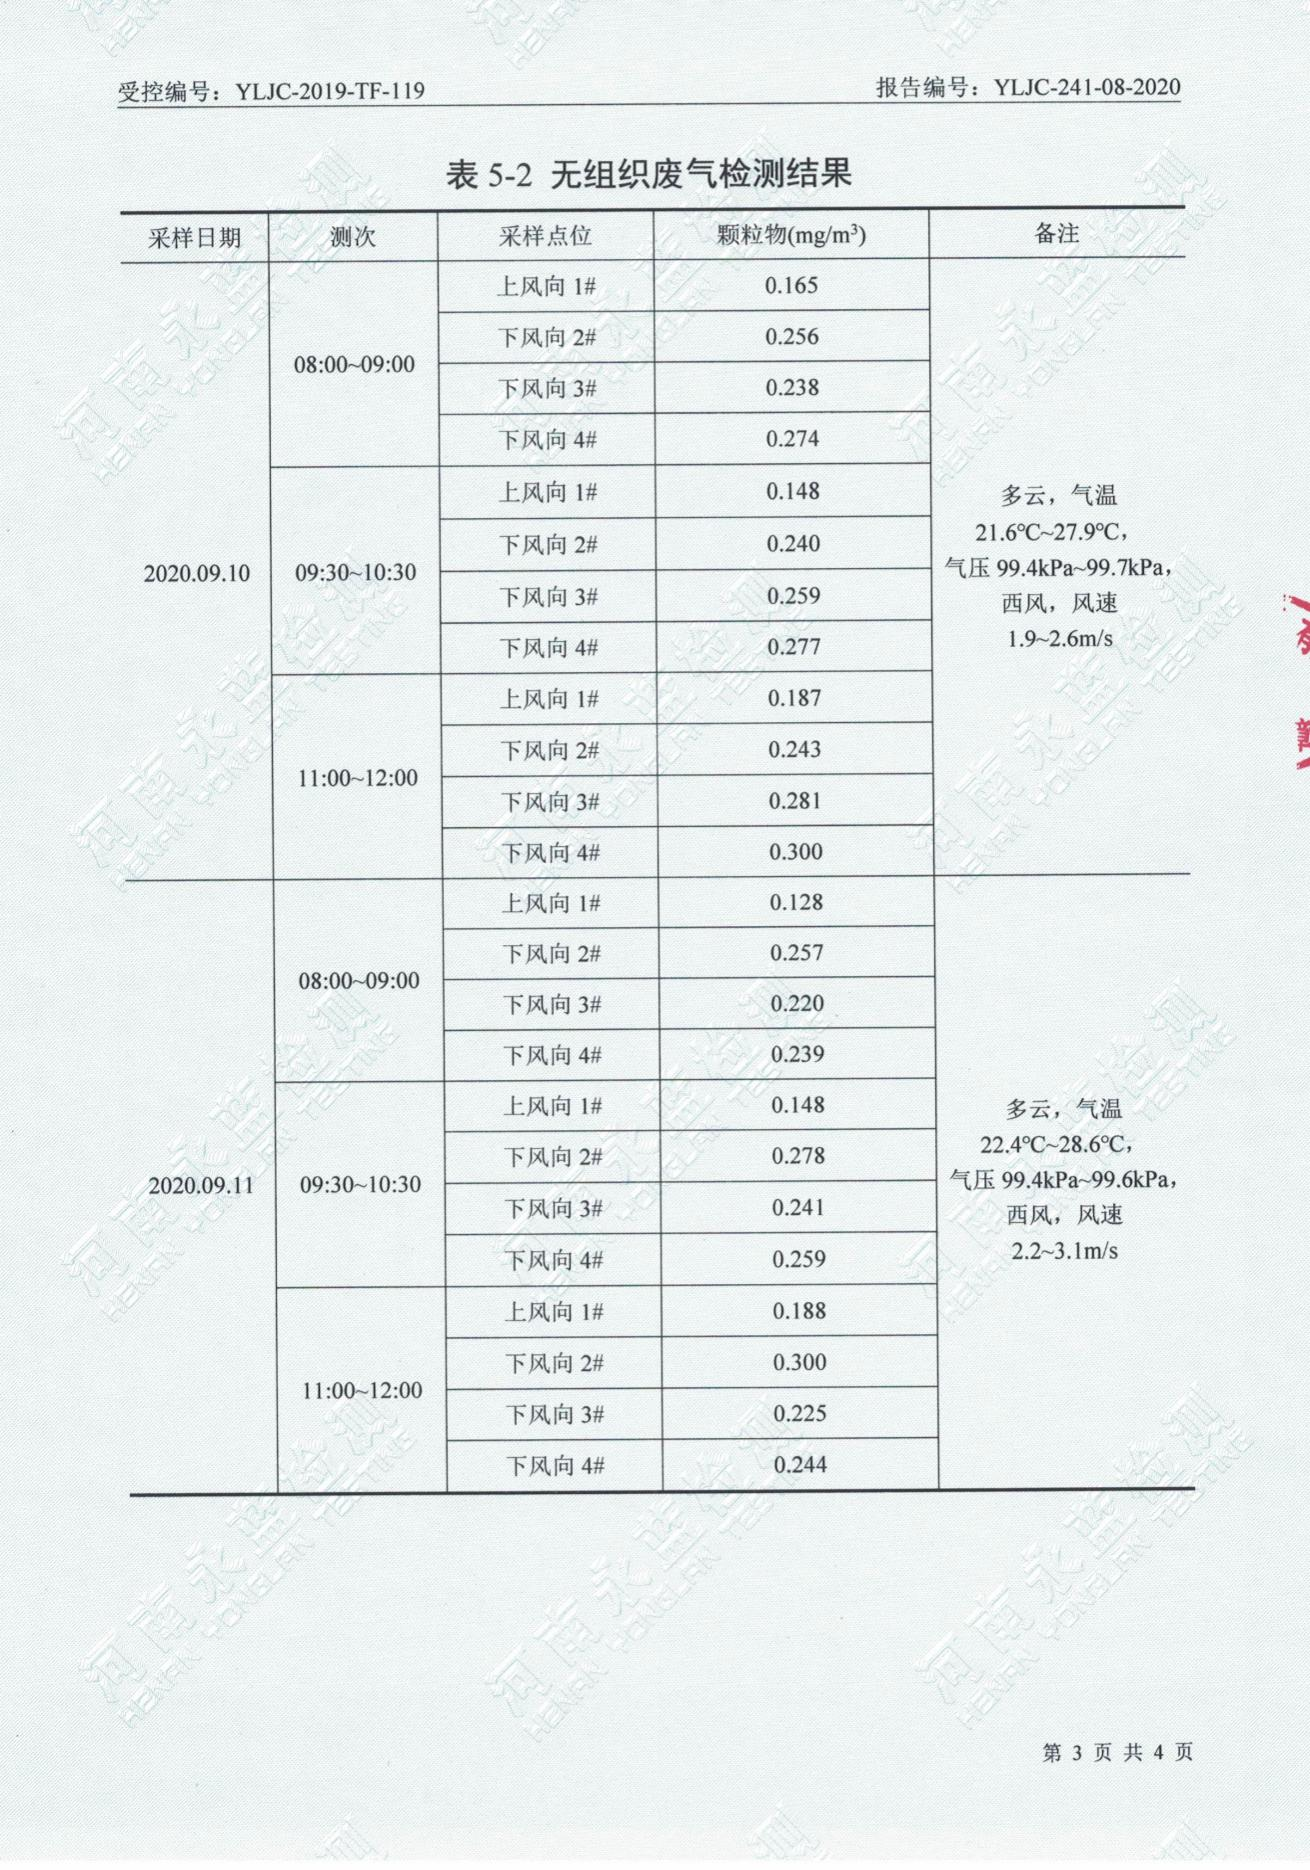 受控编号：YLJC-2019-TF-119 报告编号：YLJC-241-08-2020
表 5-2 无组织废气检测结果
采样日期 测次 采样点位 颗粒物(mg/m³) 备注
2020.09.10
08:00~09:00
上风向 1# 0.165
下风向 2# 0.256
下风向 3# 0.238
下风向 4# 0.274
09:30~10:30
上风向 1# 0.148
下风向 2# 0.240
下风向 3# 0.259
下风向 4# 0.277
11:00~12:00
上风向 1# 0.187
下风向 2# 0.243
下风向 3# 0.281
下风向 4# 0.300
多云，气温
21.6℃~27.9℃，
气压 99.4kPa~99.7kPa，
西风，风速
1.9~2.6m/s
2020.09.11
08:00~09:00
上风向 1# 0.128
下风向 2# 0.257
下风向 3# 0.220
下风向 4# 0.239
09:30~10:30
上风向 1# 0.148
下风向 2# 0.278
下风向 3# 0.241
下风向 4# 0.259
11:00~12:00
上风向 1# 0.188
下风向 2# 0.300
下风向 3# 0.225
下风向 4# 0.244
多云，气温
22.4℃~28.6℃，
气压 99.4kPa~99.6kPa，
西风，风速
2.2~3.1m/s
第 3 页 共 4 页
河南永蓝检测
HENAN YONGLAN TESTING